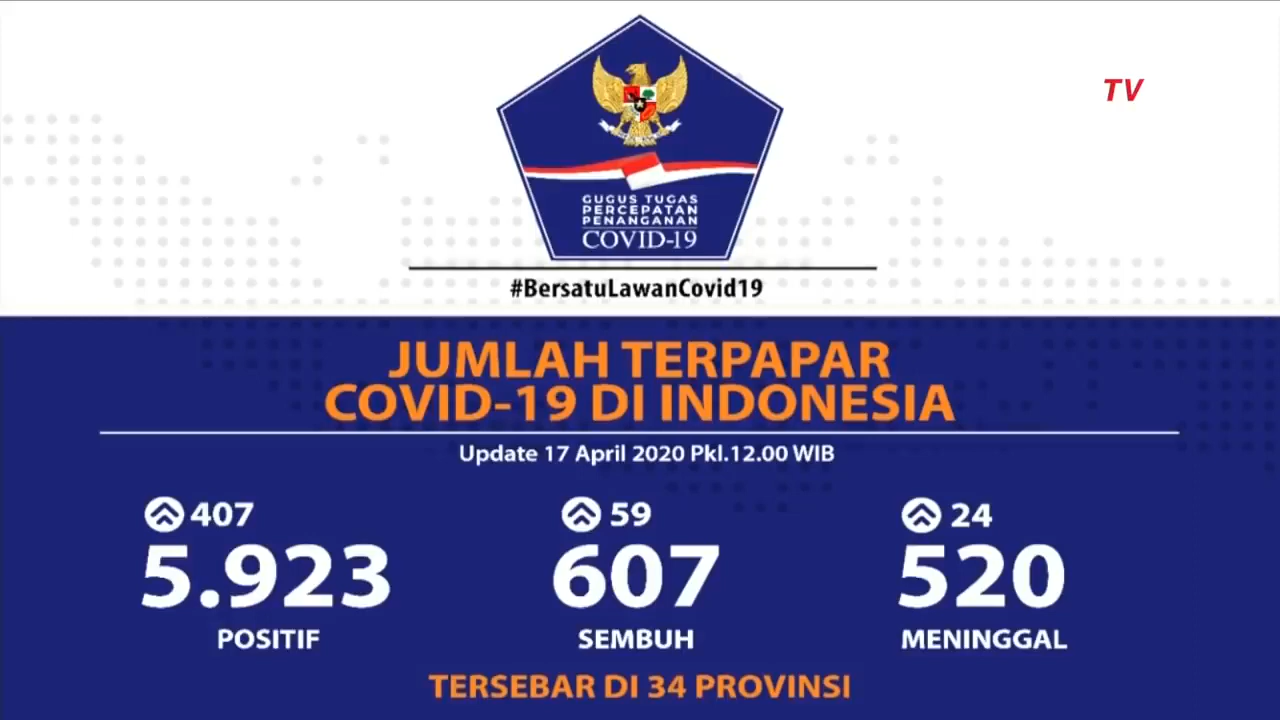 TV
GUGUS TUGAS
PERCEPATAN
PENANGANAN
COVID-19
#BersatuLawanCovid19
JUMLAH TERPAPAR
COVID-19 DI INDONESIA
Update 17 April 2020 Pkl.12.00 WIB
407 59 24
5.923 607 520
POSITIF SEMBUH MENINGGAL
TERSEBAR DI 34 PROVINSI